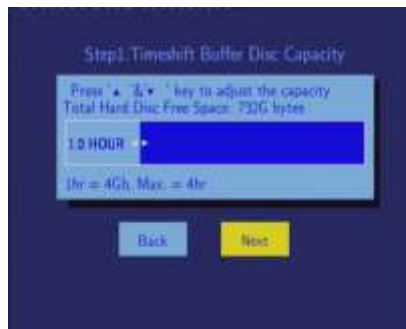 Step1.Timeshift Buffer Disc Capacity
Press '▲ &▼ ' key to adjust the capacity
Total Hard Disc Free Space: 732G bytes
1.0 HOUR
1hr = 4Gb, Max. = 4hr
Back
Next